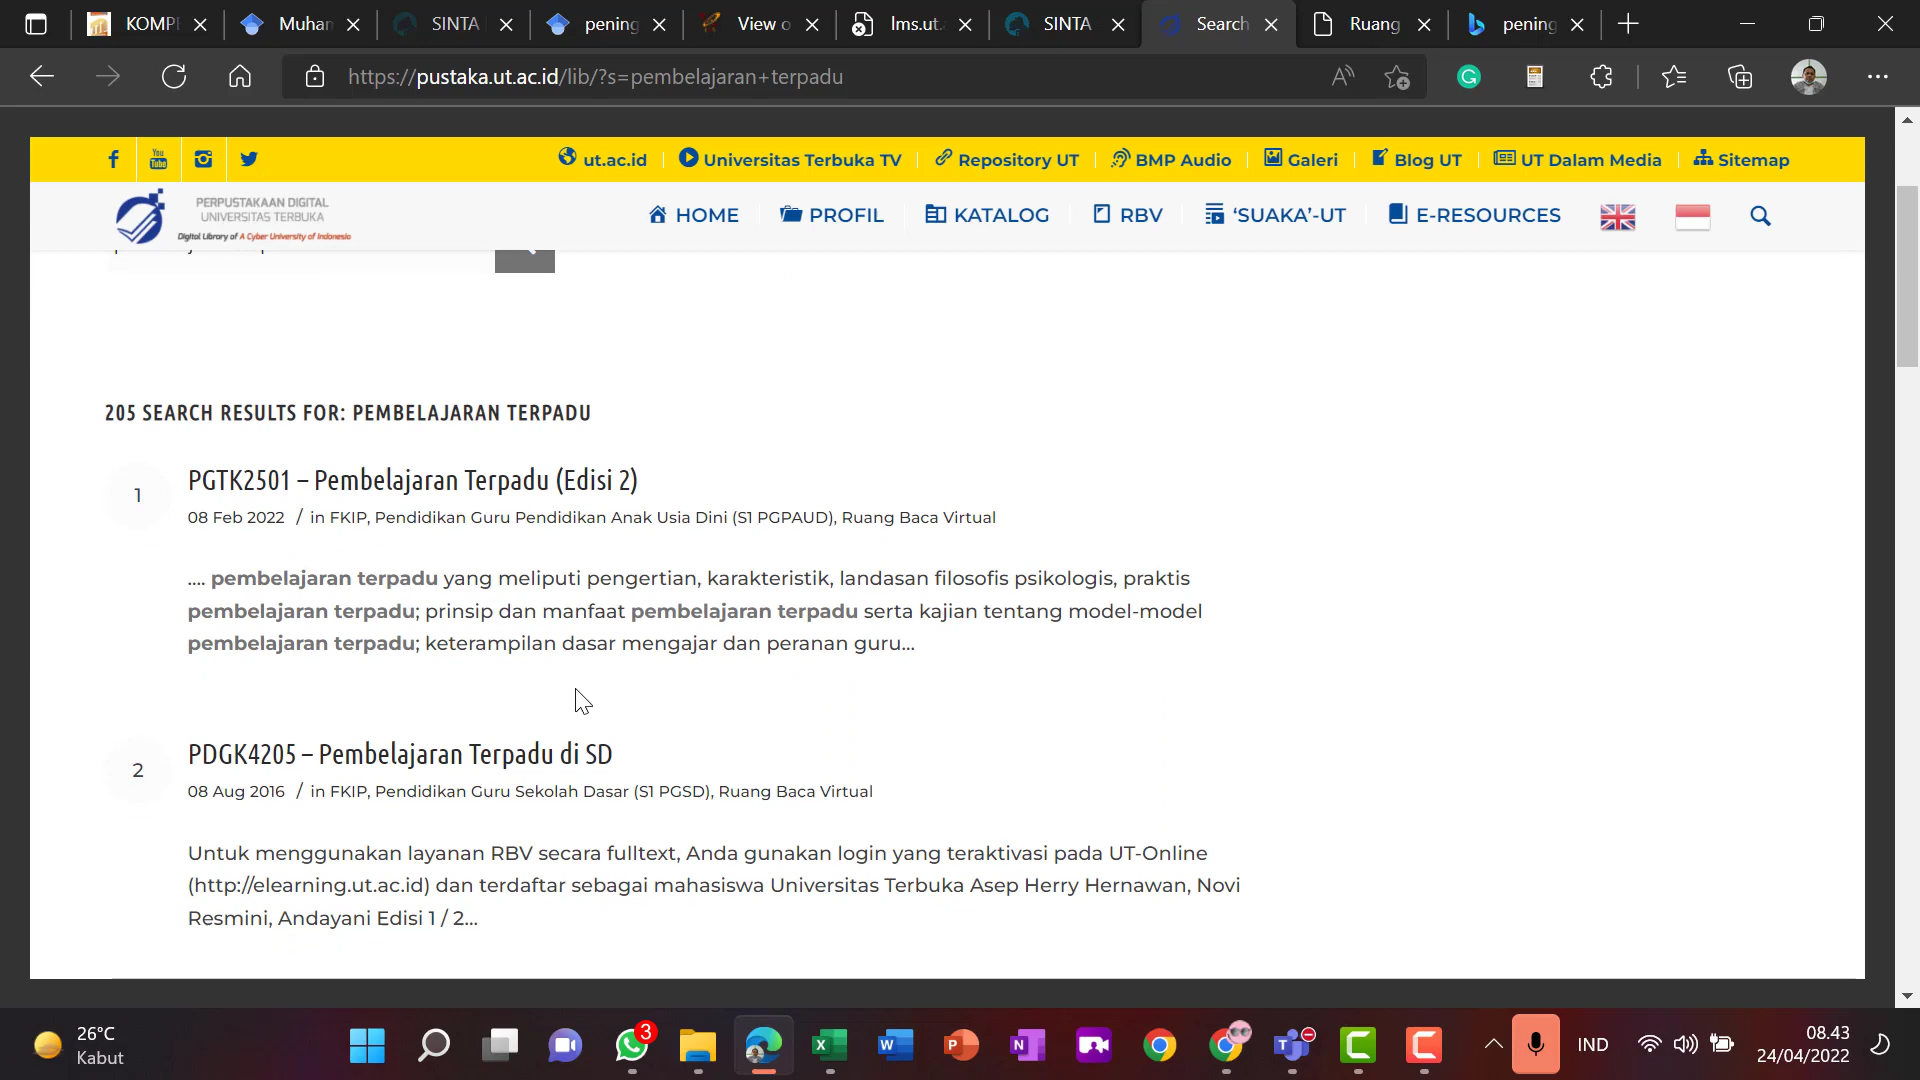 KOMP
Muhan
SINTA
pening
View o
lms.ut.
SINTA
Search
Ruang
pening
https://pustaka.ut.ac.id/lib/?s=pembelajaran+terpadu
ut.ac.id
Universitas Terbuka TV
Repository UT
BMP Audio
Galeri
Blog UT
UT Dalam Media
Sitemap
PERPUSTAKAAN DIGITAL
UNIVERSITAS TERBUKA
Digital Library of A Cyber University of Indonesia
HOME
PROFIL
KATALOG
RBV
‘SUAKA’-UT
E-RESOURCES
205 SEARCH RESULTS FOR: PEMBELAJARAN TERPADU
1
PGTK2501 – Pembelajaran Terpadu (Edisi 2)
08 Feb 2022 / in FKIP, Pendidikan Guru Pendidikan Anak Usia Dini (S1 PGPAUD), Ruang Baca Virtual
.... pembelajaran terpadu yang meliputi pengertian, karakteristik, landasan filosofis psikologis, praktis
pembelajaran terpadu; prinsip dan manfaat pembelajaran terpadu serta kajian tentang model-model
pembelajaran terpadu; keterampilan dasar mengajar dan peranan guru...
2
PDGK4205 – Pembelajaran Terpadu di SD
08 Aug 2016 / in FKIP, Pendidikan Guru Sekolah Dasar (S1 PGSD), Ruang Baca Virtual
Untuk menggunakan layanan RBV secara fulltext, Anda gunakan login yang teraktivasi pada UT-Online
(http://elearning.ut.ac.id) dan terdaftar sebagai mahasiswa Universitas Terbuka Asep Herry Hernawan, Novi
Resmini, Andayani Edisi 1 / 2...
26°C
Kabut
3
IND
08.43
24/04/2022